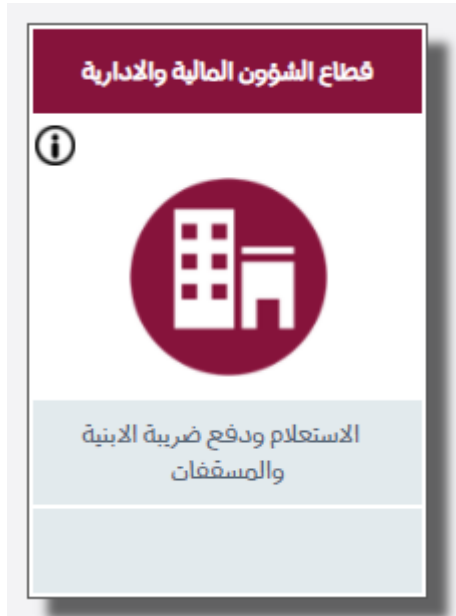 قطاع الشؤون المالية والادارية
الاستعلام ودفع ضريبة الابنية
والمسقفات